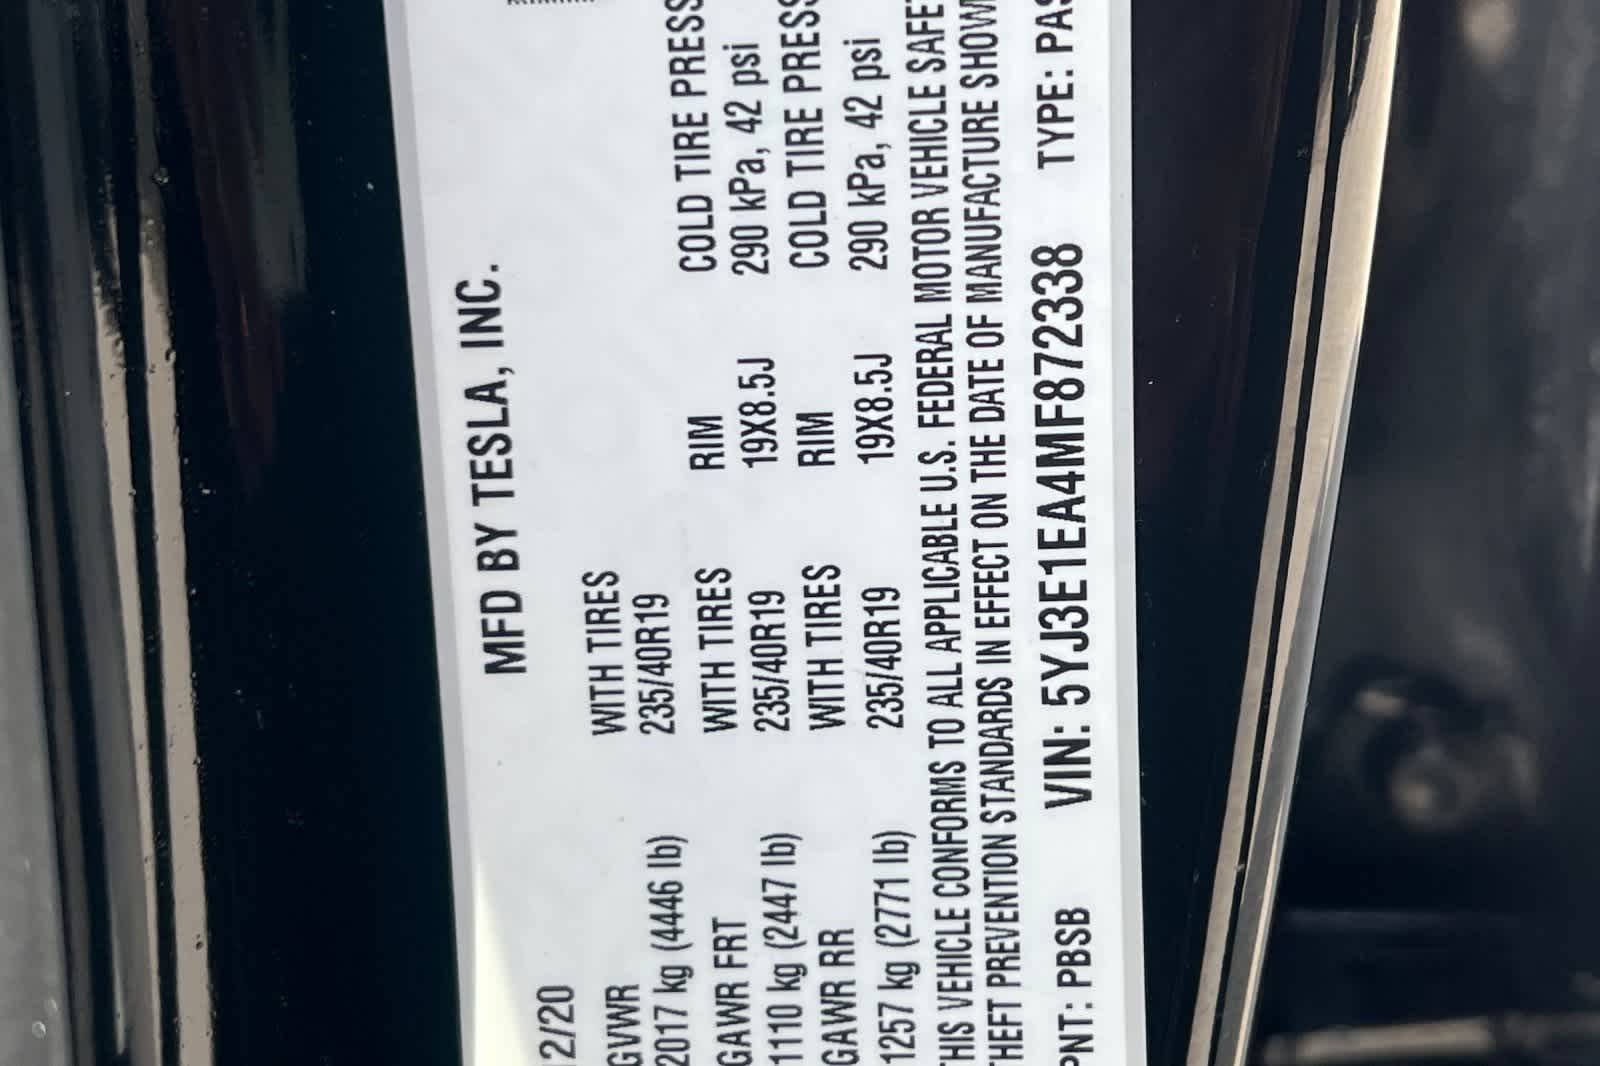 MFD BY TESLA, INC.
12/20
GVWR WITH TIRES
2017 kg (4446 lb) 235/40R19
GAWR FRT WITH TIRES RIM COLD TIRE PRESS
1110 kg (2447 lb) 235/40R19 19X8.5J 290 kPa, 42 psi
GAWR RR WITH TIRES RIM COLD TIRE PRESS
1257 kg (2771 lb) 235/40R19 19X8.5J 290 kPa, 42 psi
THIS VEHICLE CONFORMS TO ALL APPLICABLE U.S. FEDERAL MOTOR VEHICLE SAFE
THEFT PREVENTION STANDARDS IN EFFECT ON THE DATE OF MANUFACTURE SHOWN
PNT: PBSB VIN: 5YJ3E1EA4MF872338 TYPE: PAS